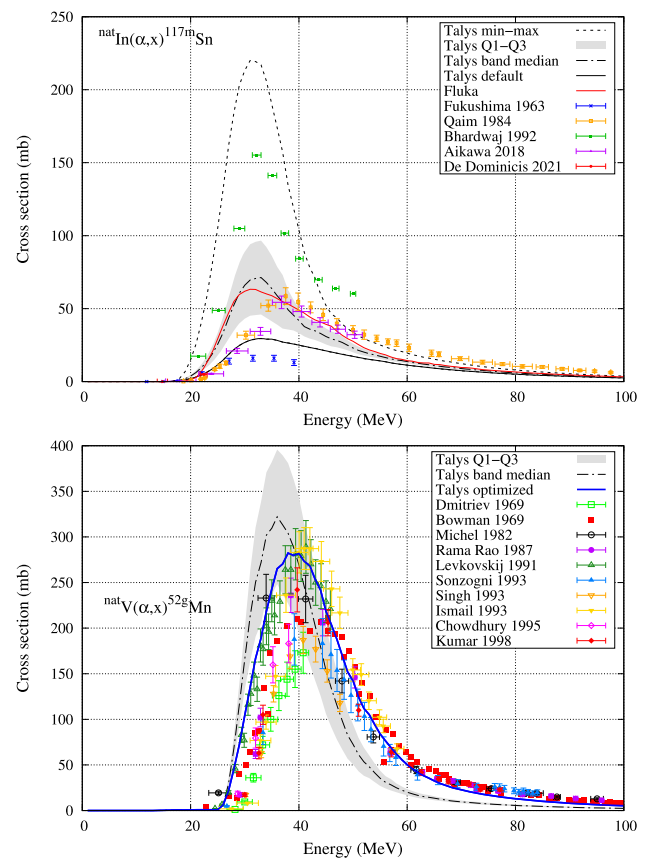 natIn(α,x)117mSn
Talys min−max
Talys Q1−Q3
Talys band median
Talys default
Fluka
Fukushima 1963
Qaim 1984
Bhardwaj 1992
Aikawa 2018
De Dominicis 2021
Cross section (mb)
250
200
150
100
50
0
0
20
40
60
80
100
Energy (MeV)
natV(α,x)52gMn
Talys Q1−Q3
Talys band median
Talys optimized
Dmitriev 1969
Bowman 1969
Michel 1982
Rama Rao 1987
Levkovskij 1991
Sonzogni 1993
Singh 1993
Ismail 1993
Chowdhury 1995
Kumar 1998
Cross section (mb)
400
350
300
250
200
150
100
50
0
0
20
40
60
80
100
Energy (MeV)